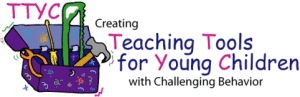 TTYC
Creating
Teaching Tools
for Young Children
with Challenging Behavior